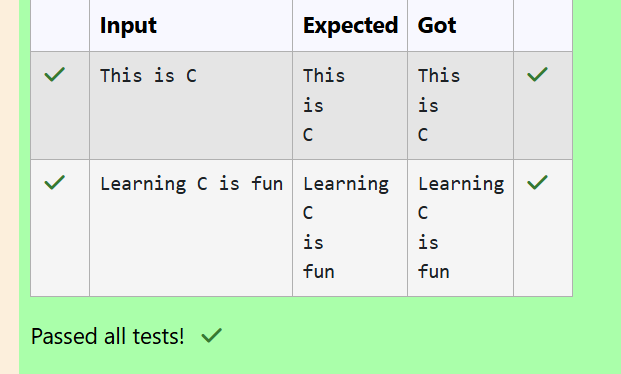 Input Expected Got
This is C This This
is is
C C
Learning C is fun Learning Learning
C C
is is
fun fun
Passed all tests!